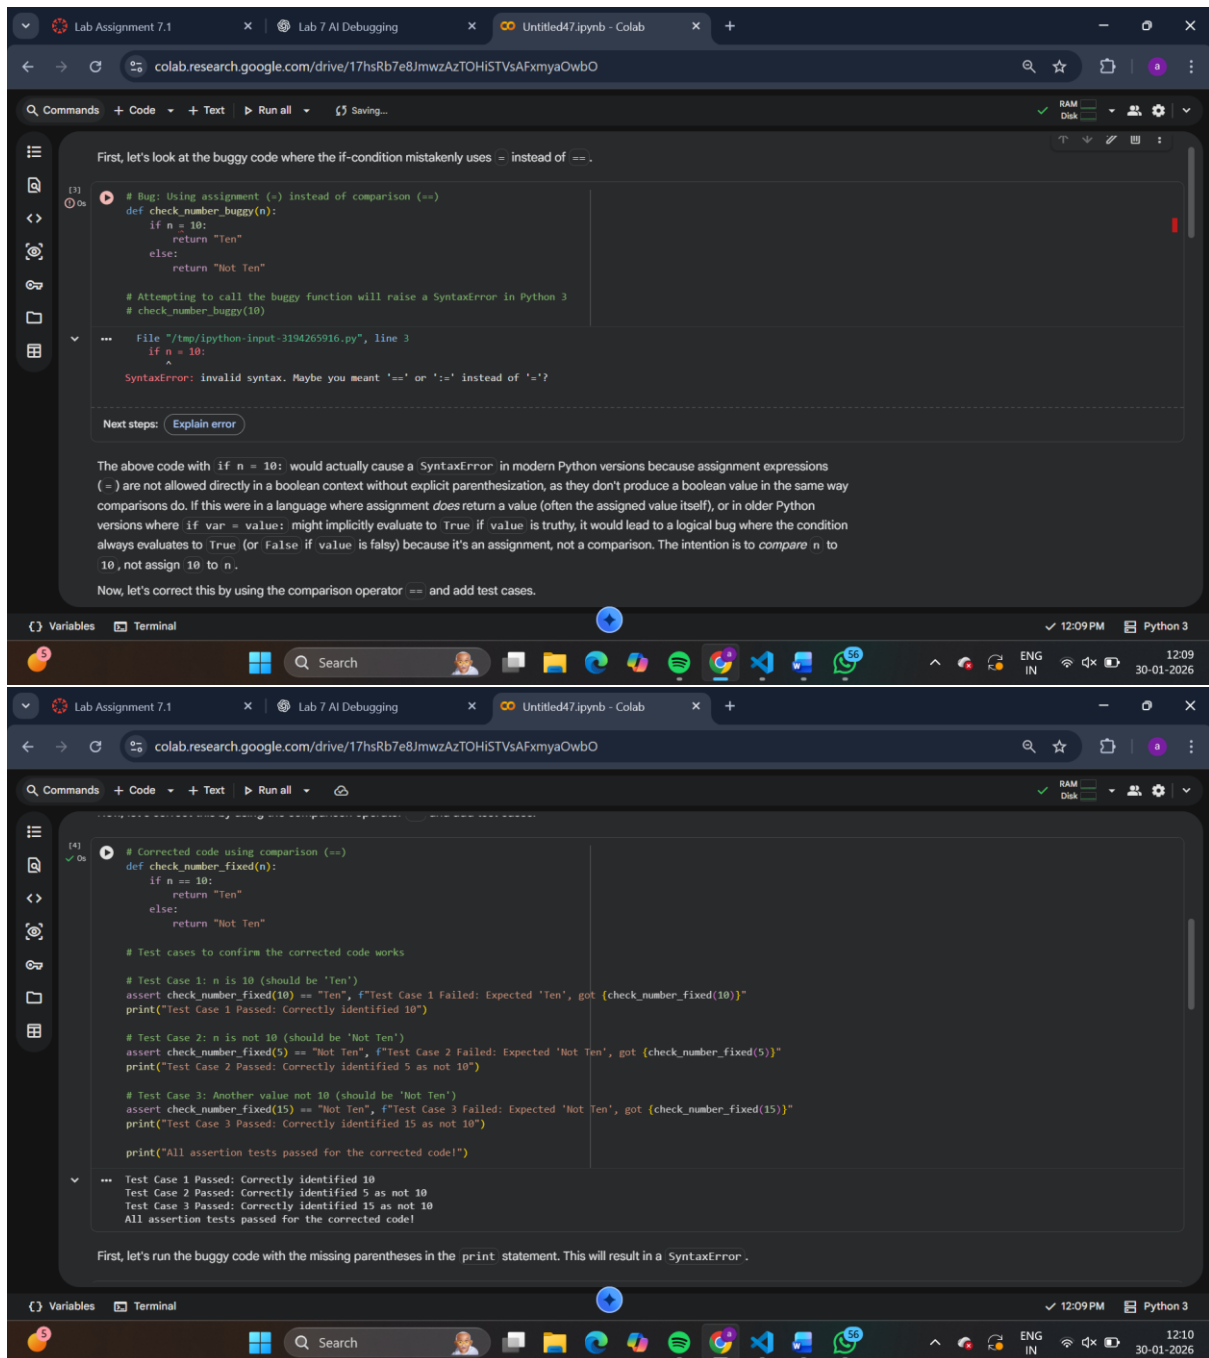 Lab Assignment 7.1
Lab 7 AI Debugging
Untitled47.ipynb - Colab
colab.research.google.com/drive/17hsRb7e8JmwzAzTOHiSTVsAFxmyaOwbO
a
Commands + Code + Text Run all Saving...
RAM
Disk
First, let's look at the buggy code where the if-condition mistakenly uses = instead of ==.
[3]
0s
# Bug: Using assignment (=) instead of comparison (==)
def check_number_buggy(n):
    if n = 10:
        return "Ten"
    else:
        return "Not Ten"
# Attempting to call the buggy function will raise a SyntaxError in Python 3
# check_number_buggy(10)
File "/tmp/ipython-input-3194265916.py", line 3
    if n = 10:
       ^
SyntaxError: invalid syntax. Maybe you meant '==' or ':=' instead of '='?
Next steps: Explain error
The above code with if n = 10: would actually cause a SyntaxError in modern Python versions because assignment expressions
(=) are not allowed directly in a boolean context without explicit parenthesization, as they don't produce a boolean value in the same way
comparisons do. If this were in a language where assignment does return a value (often the assigned value itself), or in older Python
versions where if var = value: might implicitly evaluate to True if value is truthy, it would lead to a logical bug where the condition
always evaluates to True (or False if value is falsy) because it's an assignment, not a comparison. The intention is to compare n to
10, not assign 10 to n.
Now, let's correct this by using the comparison operator == and add test cases.
{} Variables Terminal
12:09 PM Python 3
5
Search
a
56
ENG
IN
12:09
30-01-2026
Lab Assignment 7.1
Lab 7 AI Debugging
Untitled47.ipynb - Colab
colab.research.google.com/drive/17hsRb7e8JmwzAzTOHiSTVsAFxmyaOwbO
a
Commands + Code + Text Run all
RAM
Disk
Now, let's correct this by using the comparison operator == and add test cases.
[4]
0s
# Corrected code using comparison (==)
def check_number_fixed(n):
    if n == 10:
        return "Ten"
    else:
        return "Not Ten"
# Test cases to confirm the corrected code works
# Test Case 1: n is 10 (should be 'Ten')
assert check_number_fixed(10) == "Ten", f"Test Case 1 Failed: Expected 'Ten', got {check_number_fixed(10)}"
print("Test Case 1 Passed: Correctly identified 10")
# Test Case 2: n is not 10 (should be 'Not Ten')
assert check_number_fixed(5) == "Not Ten", f"Test Case 2 Failed: Expected 'Not Ten', got {check_number_fixed(5)}"
print("Test Case 2 Passed: Correctly identified 5 as not 10")
# Test Case 3: Another value not 10 (should be 'Not Ten')
assert check_number_fixed(15) == "Not Ten", f"Test Case 3 Failed: Expected 'Not Ten', got {check_number_fixed(15)}"
print("Test Case 3 Passed: Correctly identified 15 as not 10")
print("All assertion tests passed for the corrected code!")
Test Case 1 Passed: Correctly identified 10
Test Case 2 Passed: Correctly identified 5 as not 10
Test Case 3 Passed: Correctly identified 15 as not 10
All assertion tests passed for the corrected code!
First, let's run the buggy code with the missing parentheses in the print statement. This will result in a SyntaxError.
{} Variables Terminal
12:09 PM Python 3
5
Search
a
56
ENG
IN
12:10
30-01-2026